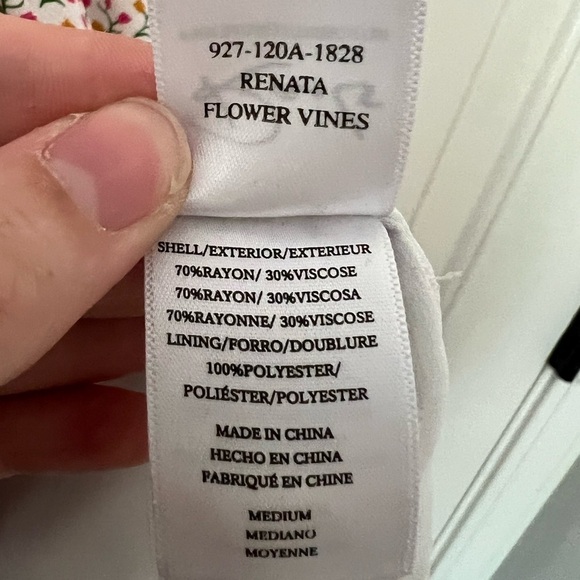 927-120A-1828
RENATA
FLOWER VINES
SHELL/EXTERIOR/EXTERIEUR
70%RAYON/ 30%VISCOSE
70%RAYON/ 30%VISCOSA
70%RAYONNE/ 30%VISCOSE
LINING/FORRO/DOUBLURE
100%POLYESTER/
POLIÉSTER/POLYESTER
MADE IN CHINA
HECHO EN CHINA
FABRIQUÉ EN CHINE
MEDIUM
MEDIANO
MOYENNE